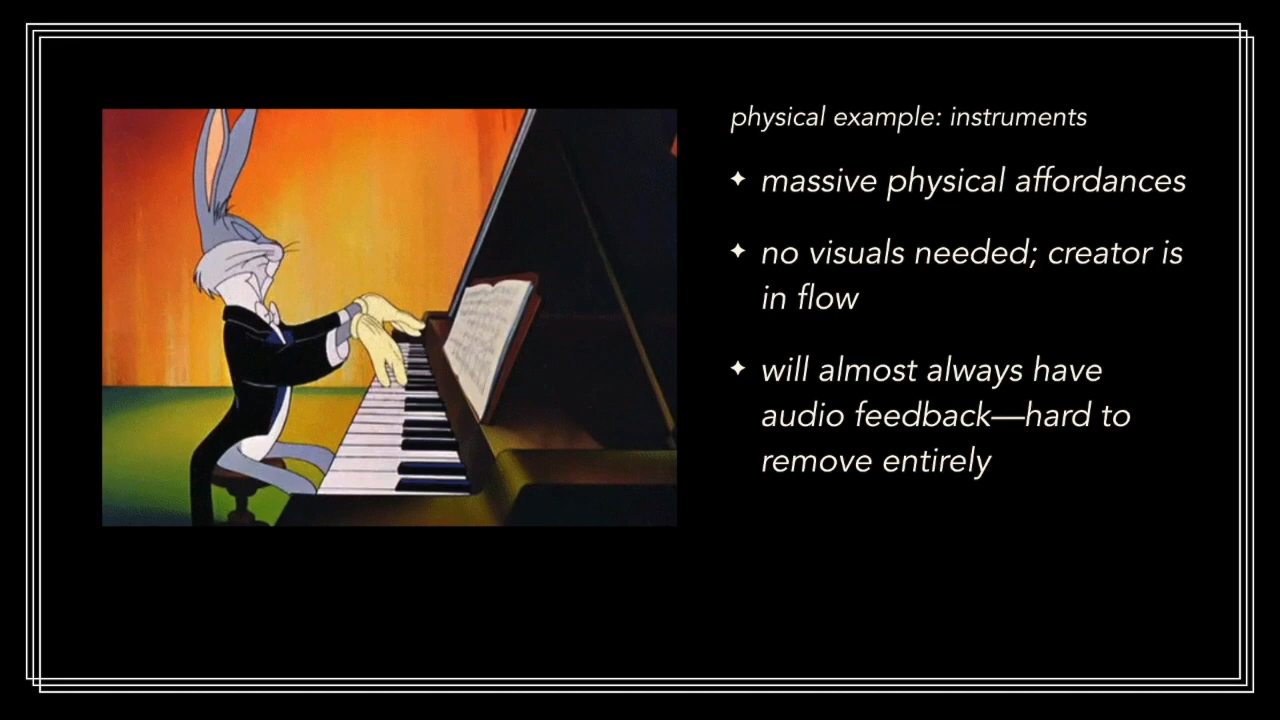 physical example: instruments
✦ massive physical affordances
✦ no visuals needed; creator is
in flow
✦ will almost always have
audio feedback—hard to
remove entirely